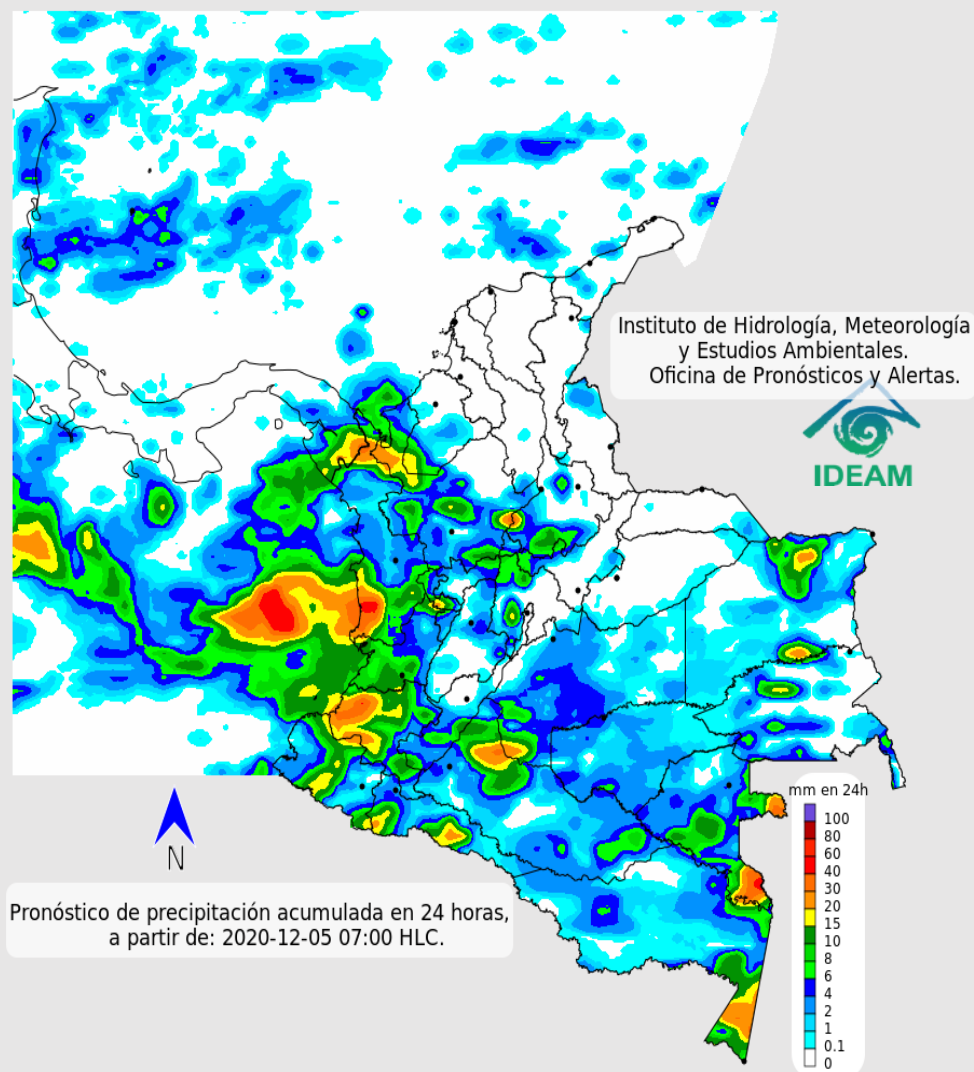 Instituto de Hidrología, Meteorología
y Estudios Ambientales.
Oficina de Pronósticos y Alertas.
IDEAM
mm en 24h
100
80
60
40
30
20
15
10
8
6
4
2
1
0.1
0
N
Pronóstico de precipitación acumulada en 24 horas,
a partir de: 2020-12-05 07:00 HLC.